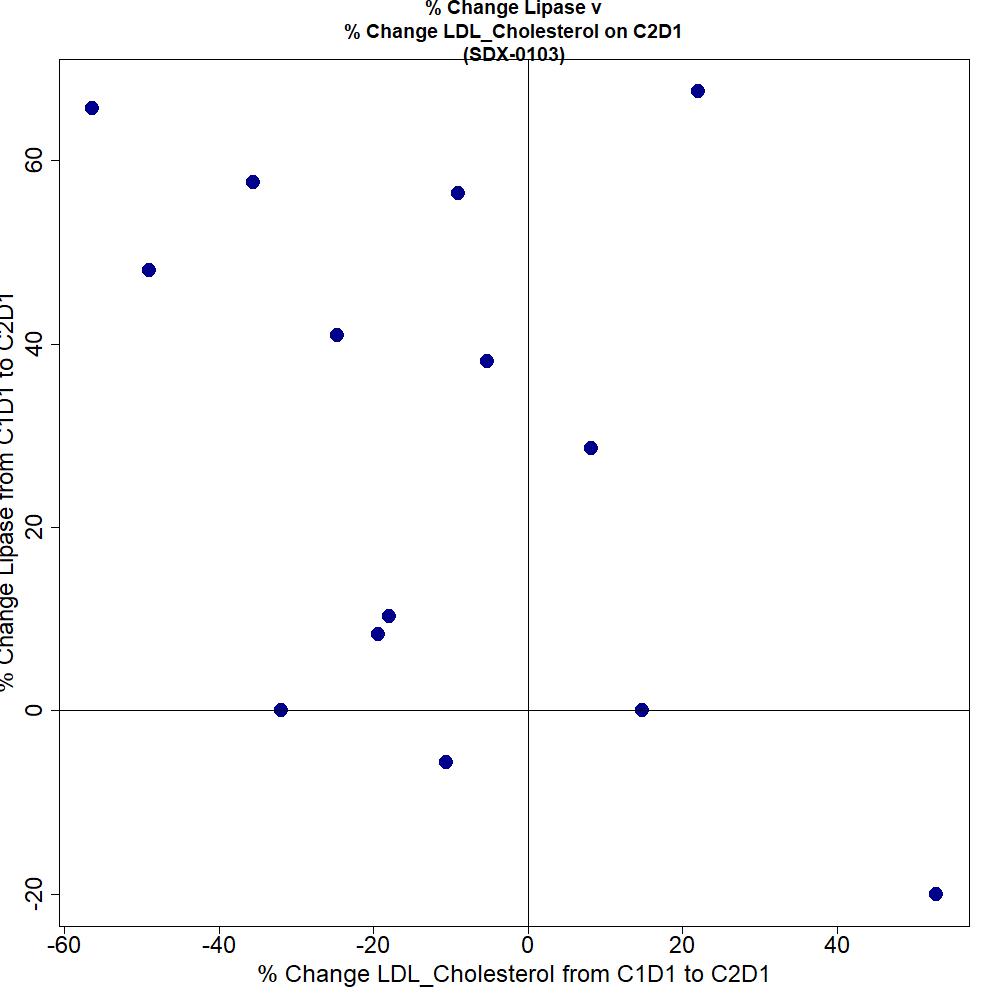 % Change Lipase v
% Change LDL_Cholesterol on C2D1
(SDX-0103)
% Change Lipase from C1D1 to C2D1
60
40
20
0
-20
-60
-40
-20
0
20
40
% Change LDL_Cholesterol from C1D1 to C2D1